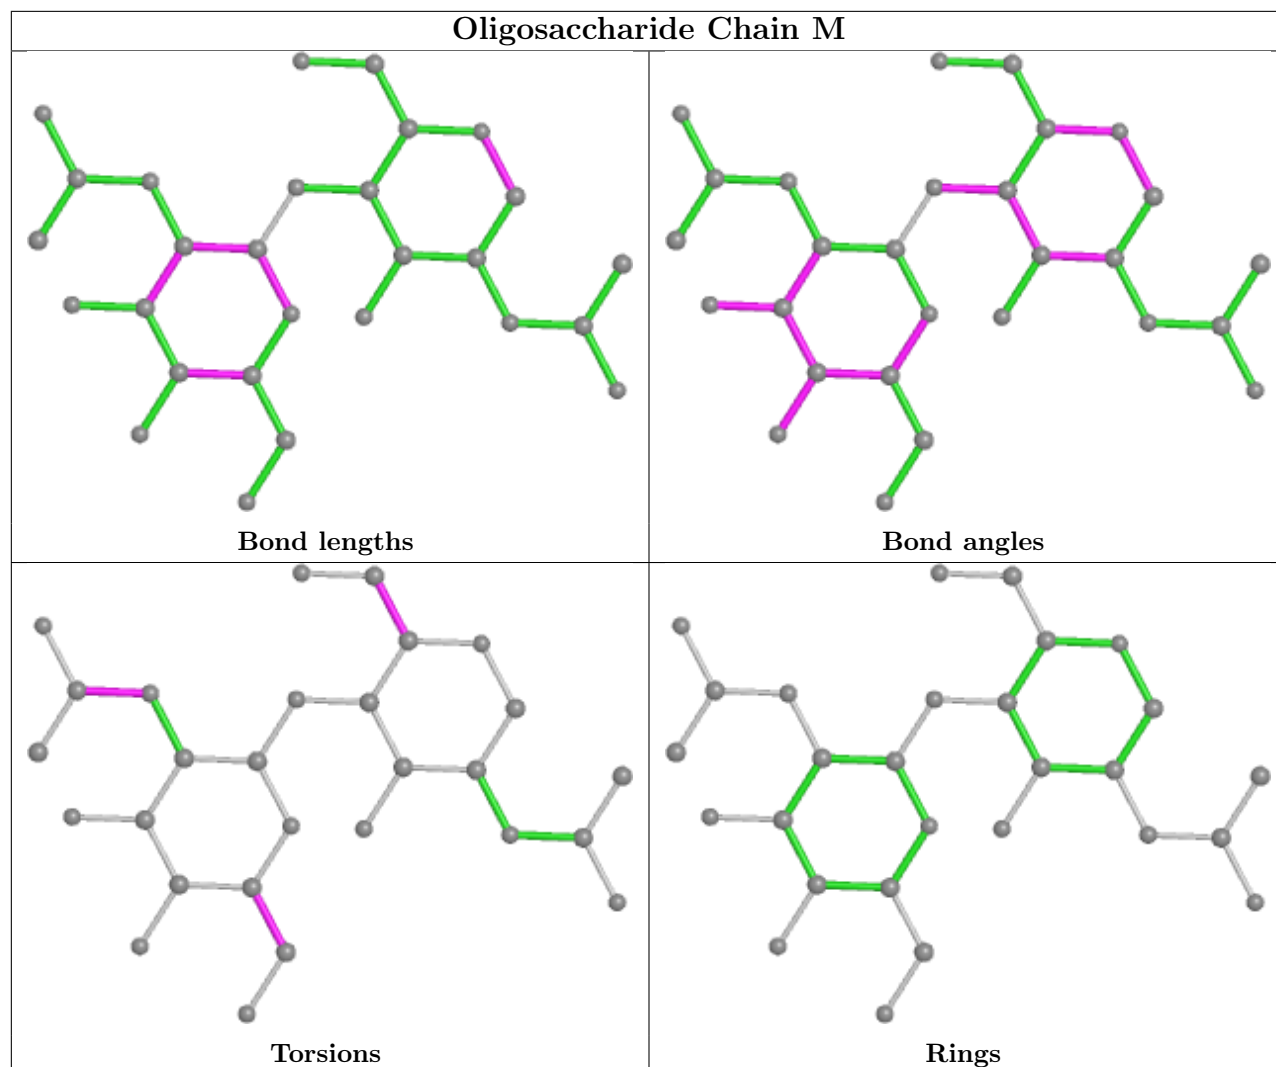 Oligosaccharide Chain M
Bond lengths
Bond angles
Torsions
Rings